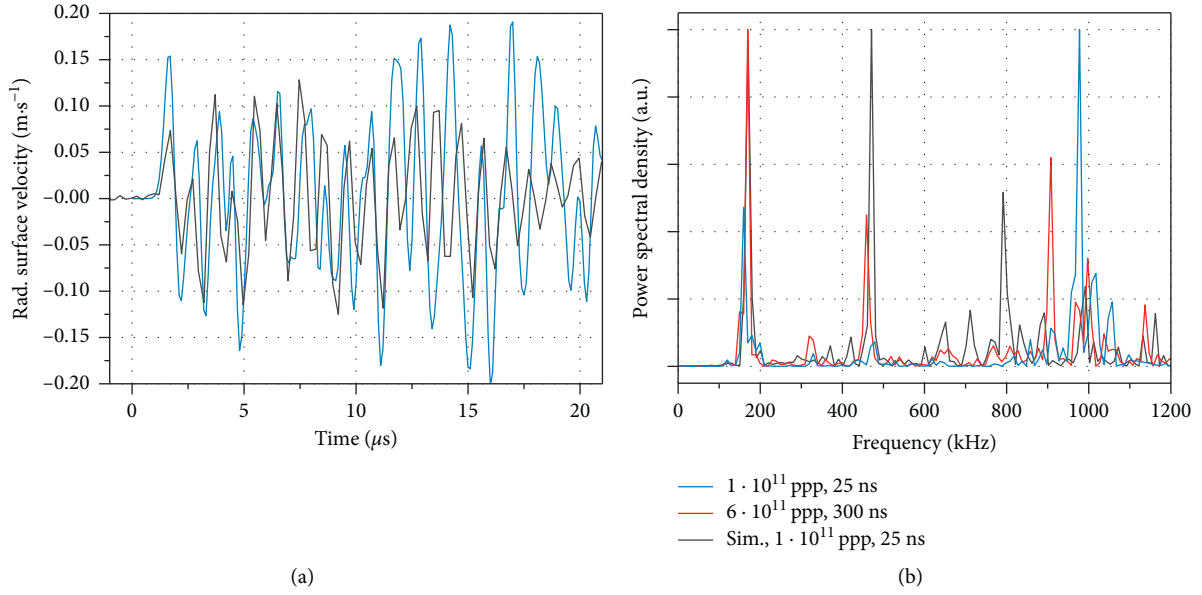 0.20
0.15
0.10
0.05
−0.00
−0.05
−0.10
−0.15
−0.20
Rad. surface velocity (m·s⁻¹)
0 5 10 15 20
Time (μs)
(a)
Power spectral density (a.u.)
0 200 400 600 800 1000 1200
Frequency (kHz)
1 · 10¹¹ ppp, 25 ns
6 · 10¹¹ ppp, 300 ns
Sim., 1 · 10¹¹ ppp, 25 ns
(b)